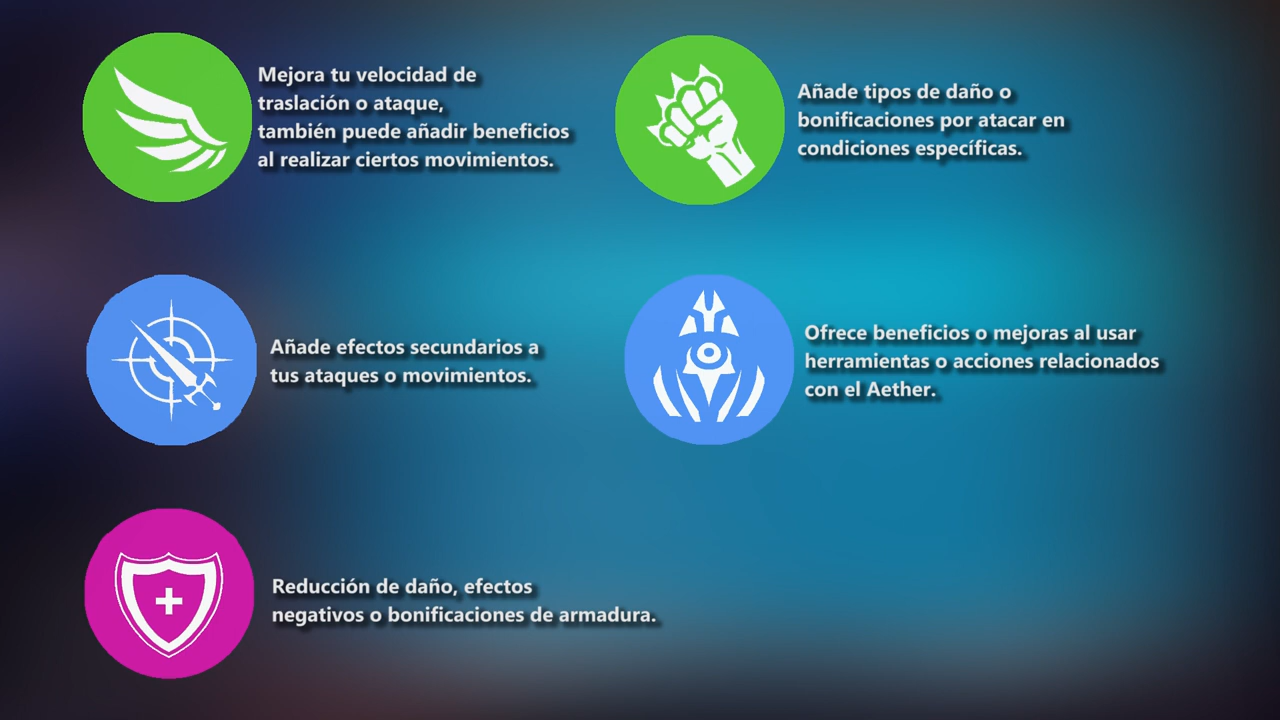 Mejora tu velocidad de
traslación o ataque,
también puede añadir beneficios
al realizar ciertos movimientos.
Añade tipos de daño o
bonificaciones por atacar en
condiciones específicas.
Añade efectos secundarios a
tus ataques o movimientos.
Ofrece beneficios o mejoras al usar
herramientas o acciones relacionados
con el Aether.
Reducción de daño, efectos
negativos o bonificaciones de armadura.